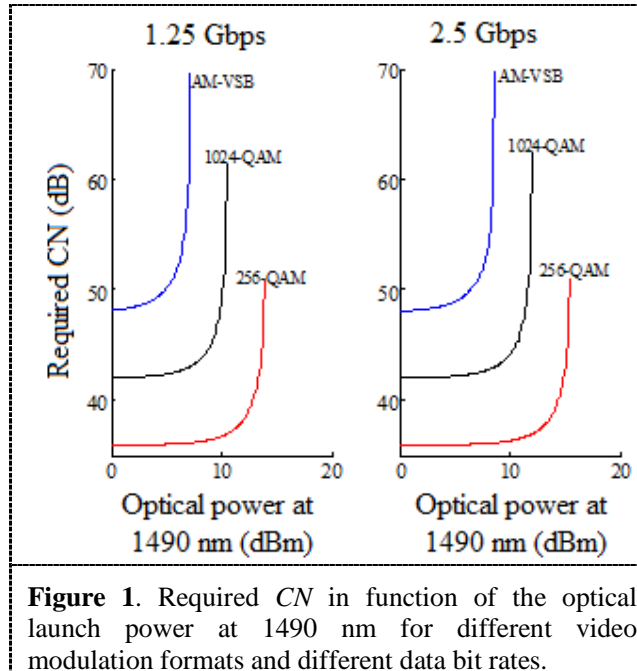 1.25 Gbps
2.5 Gbps
Required CN (dB)
70
60
50
40
AM-VSB
1024-QAM
256-QAM
0
10
20
Optical power at
1490 nm (dBm)
70
60
50
40
AM-VSB
1024-QAM
256-QAM
0
10
20
Optical power at
1490 nm (dBm)
Figure 1. Required CN in function of the optical
launch power at 1490 nm for different video
modulation formats and different data bit rates.